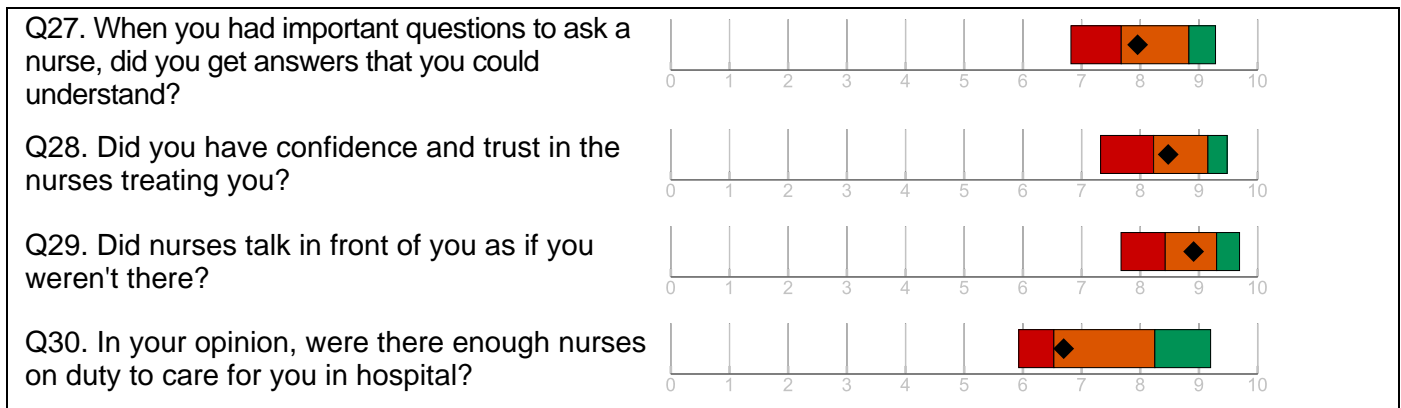 Q27. When you had important questions to ask a
nurse, did you get answers that you could
understand?
0 1 2 3 4 5 6 7 8 9 10
Q28. Did you have confidence and trust in the
nurses treating you?
0 1 2 3 4 5 6 7 8 9 10
Q29. Did nurses talk in front of you as if you
weren't there?
0 1 2 3 4 5 6 7 8 9 10
Q30. In your opinion, were there enough nurses
on duty to care for you in hospital?
0 1 2 3 4 5 6 7 8 9 10